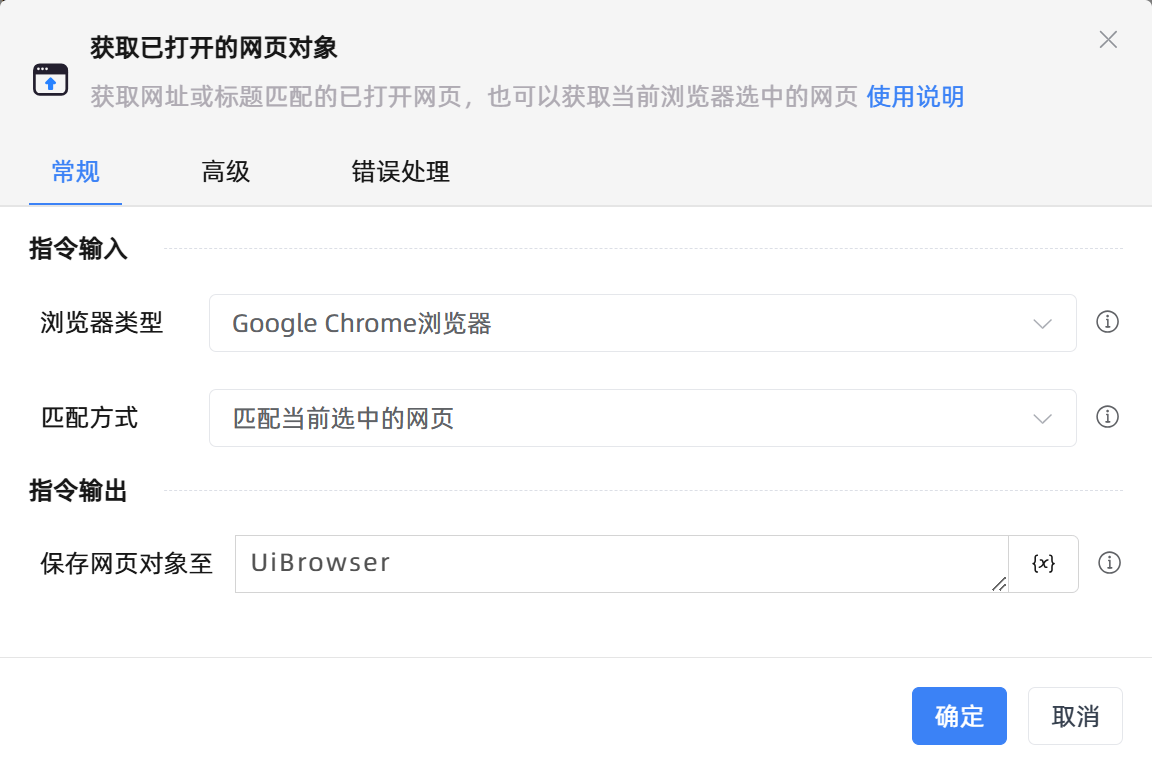 获取已打开的网页对象
获取网址或标题匹配的已打开网页，也可以获取当前浏览器选中的网页 使用说明
常规 高级 错误处理
指令输入
浏览器类型 Google Chrome浏览器
匹配方式 匹配当前选中的网页
指令输出
保存网页对象至 UiBrowser {x}
确定 取消